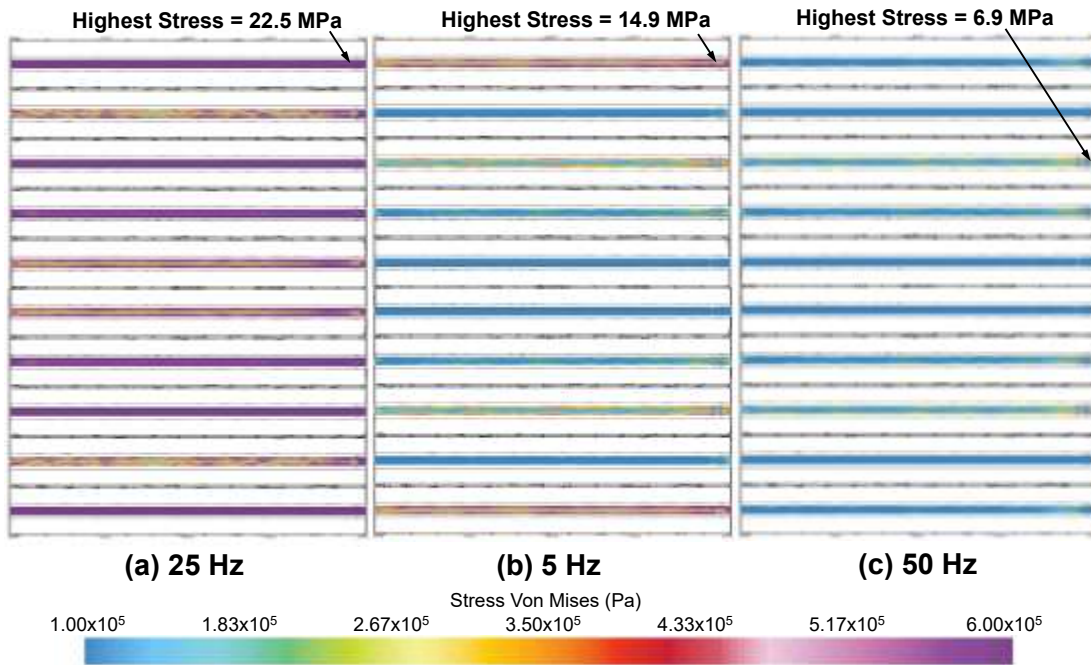 Highest Stress = 22.5 MPa
Highest Stress = 14.9 MPa
Highest Stress = 6.9 MPa
(a) 25 Hz
(b) 5 Hz
(c) 50 Hz
Stress Von Mises (Pa)
1.00x10⁵ 1.83x10⁵ 2.67x10⁵ 3.50x10⁵ 4.33x10⁵ 5.17x10⁵ 6.00x10⁵